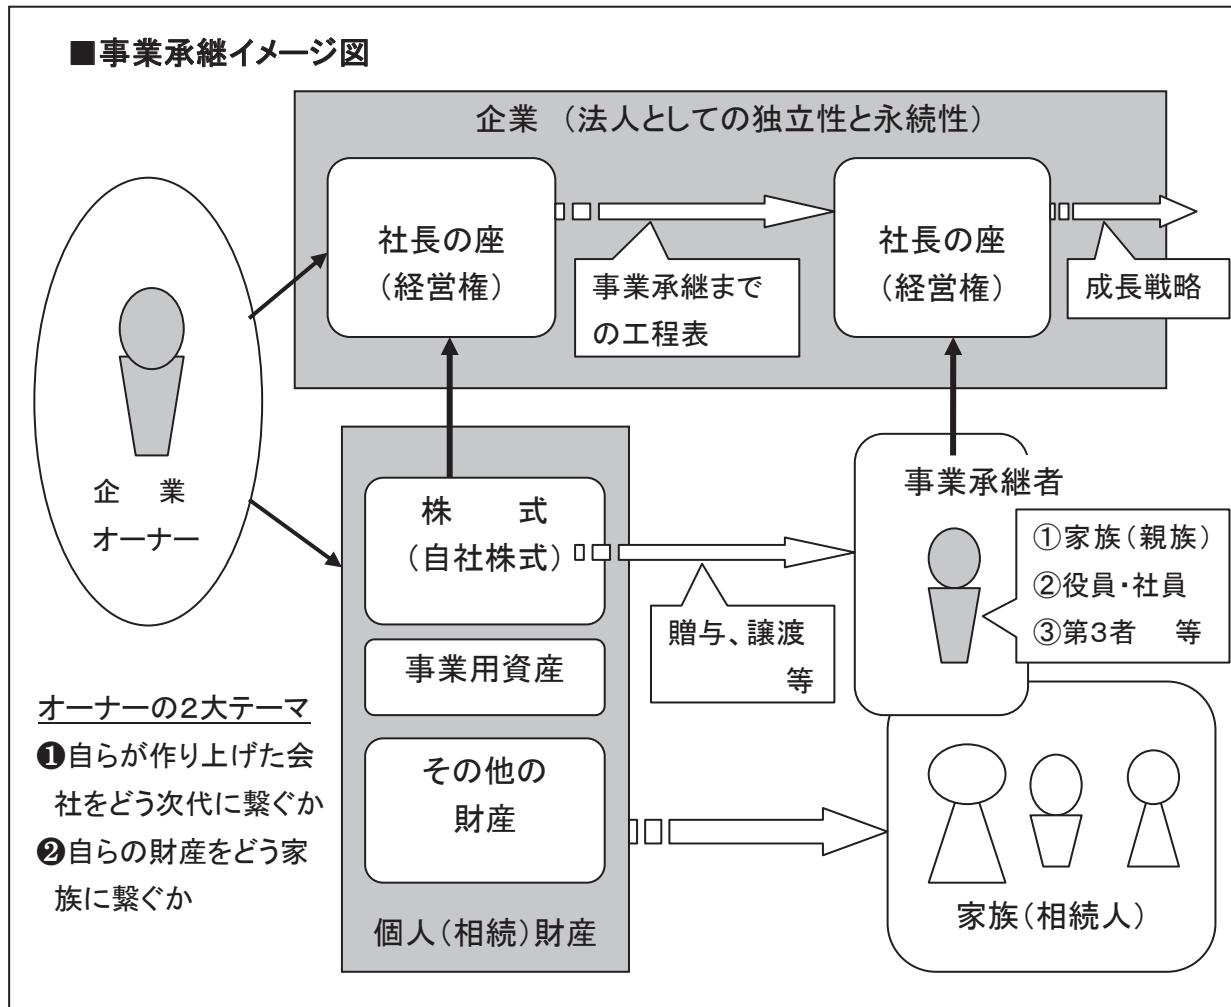 ■事業承継イメージ図
企業 （法人としての独立性と永続性）
社長の座
（経営権）
事業承継まで
の工程表
社長の座
（経営権）
成長戦略
企 業
オーナー
株 式
（自社株式）
贈与、譲渡
等
事業承継者
①家族（親族）
②役員・社員
③第３者 等
事業用資産
その他の
財産
個人（相続）財産
家族（相続人）
オーナーの２大テーマ
❶自らが作り上げた会
社をどう次代に繋ぐか
❷自らの財産をどう家
族に繋ぐか